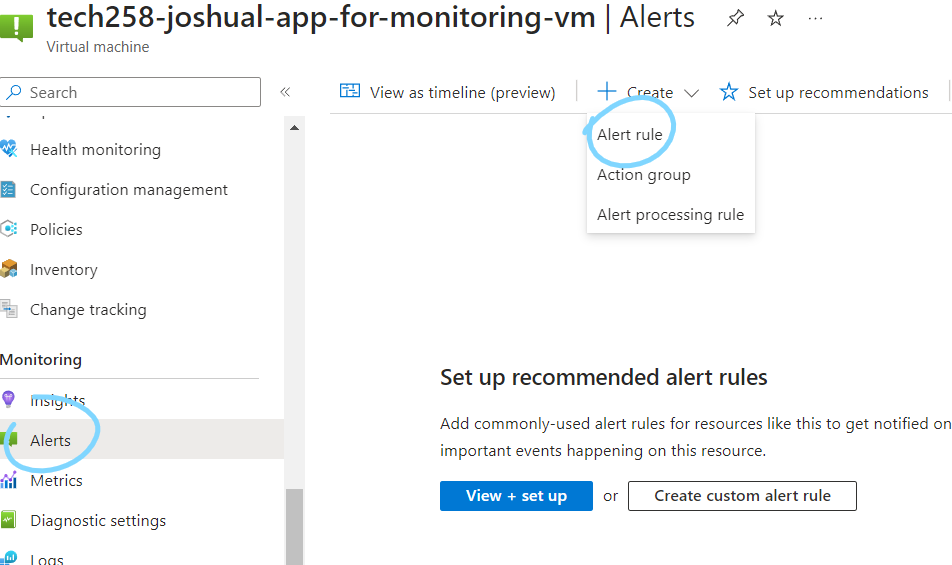 tech258-joshual-app-for-monitoring-vm | Alerts
Virtual machine
Search
View as timeline (preview)
Create
Set up recommendations
Alert rule
Action group
Alert processing rule
Health monitoring
Configuration management
Policies
Inventory
Change tracking
Monitoring
Insights
Alerts
Metrics
Diagnostic settings
Logs
Set up recommended alert rules
Add commonly-used alert rules for resources like this to get notified on
important events happening on this resource.
View + set up
or
Create custom alert rule